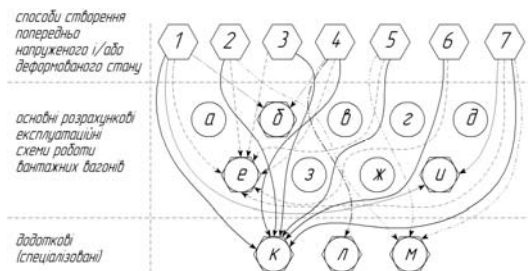 способи створення
попередньо
напруженого і/або
деформованого стану
1 2 3 4 5 6 7
основні розрахункові
експлуатаційні
схеми роботи
вантажних вагонів
а б в г д
е з ж и
додаткові
(спеціалізовані)
к л м